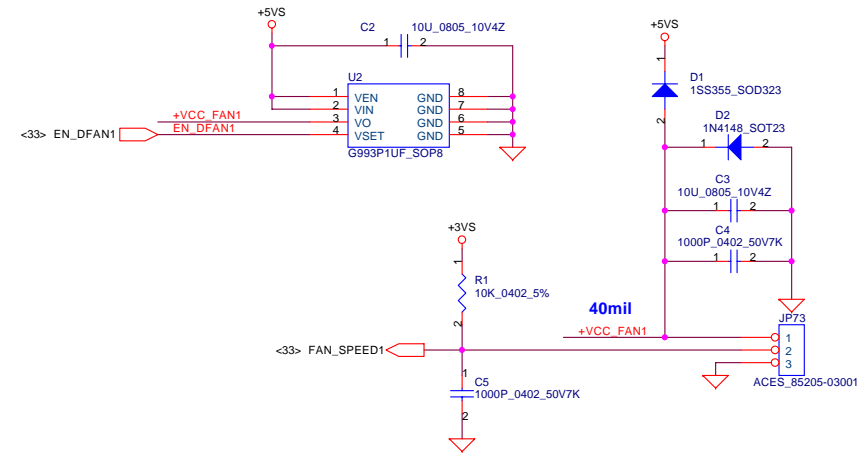 +5VS
C2 10U_0805_10V4Z
1 2
U2
1 VEN GND 8
2 VIN GND 7
3 VO GND 6
4 VSET GND 5
G993P1UF_SOP8
+VCC_FAN1
<33> EN_DFAN1 EN_DFAN1
+5VS
1
D1
1SS355_SOD323
2
D2
1N4148_SOT23
1 2
C3
10U_0805_10V4Z
1 2
C4
1000P_0402_50V7K
1 2
+3VS
1
R1
10K_0402_5%
2
40mil
+VCC_FAN1
<33> FAN_SPEED1
1
C5
1000P_0402_50V7K
2
JP73
1
2
3
ACES_85205-03001